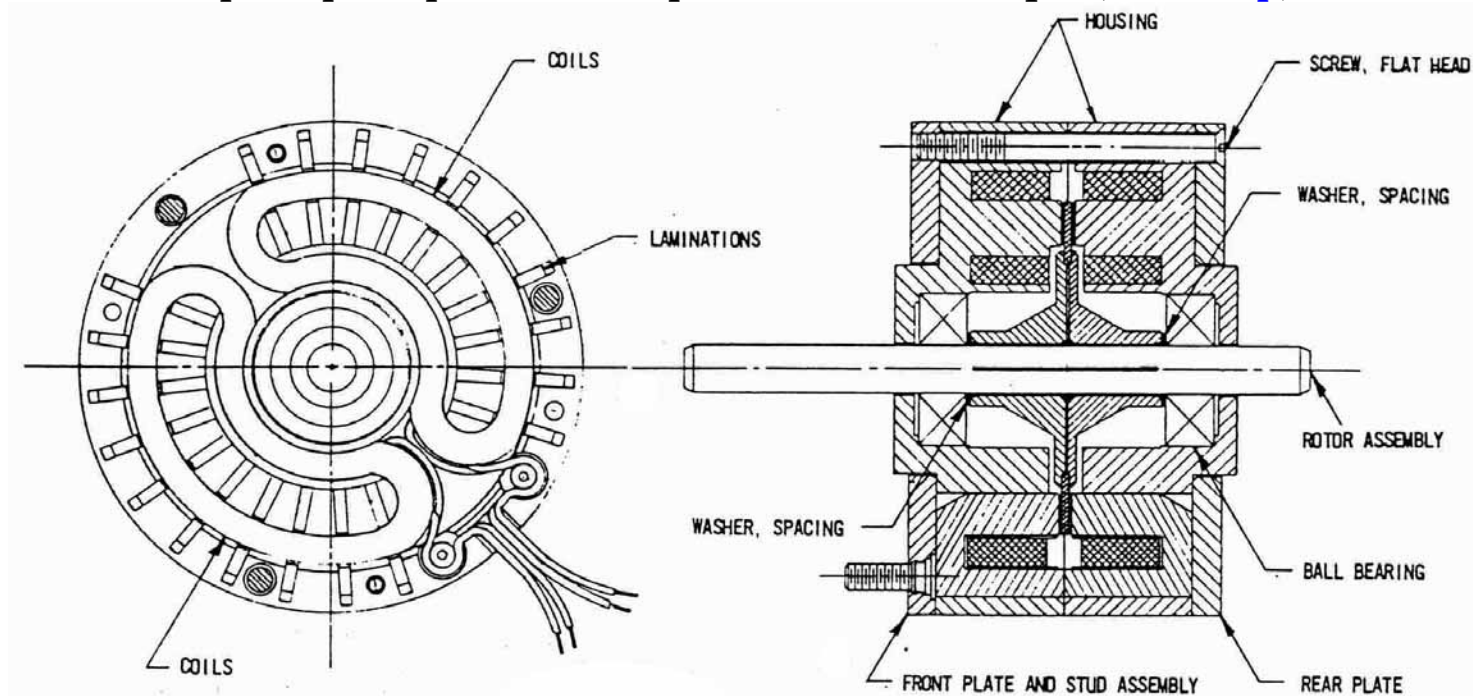 COILS
LAMINATIONS
COILS
HOUSING
SCREW, FLAT HEAD
WASHER, SPACING
ROTOR ASSEMBLY
WASHER, SPACING
BALL BEARING
FRONT PLATE AND STUD ASSEMBLY
REAR PLATE